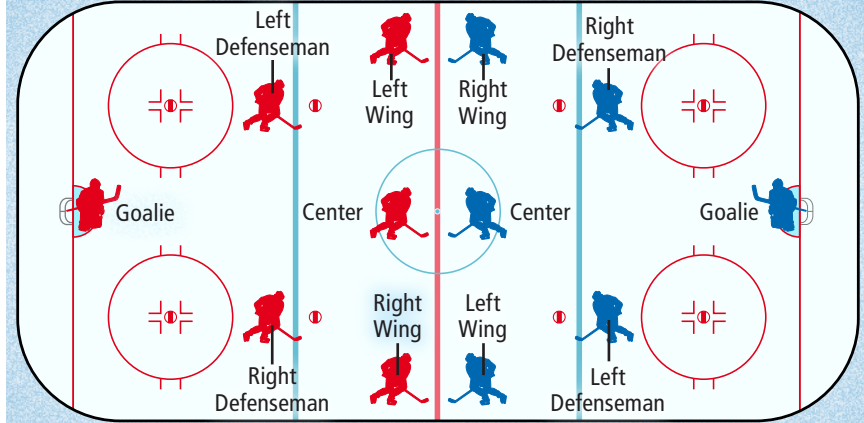 Left
Defenseman
Right
Defenseman
Left
Wing
Right
Wing
Goalie
Center
Center
Goalie
Right
Wing
Left
Wing
Right
Defenseman
Left
Defenseman